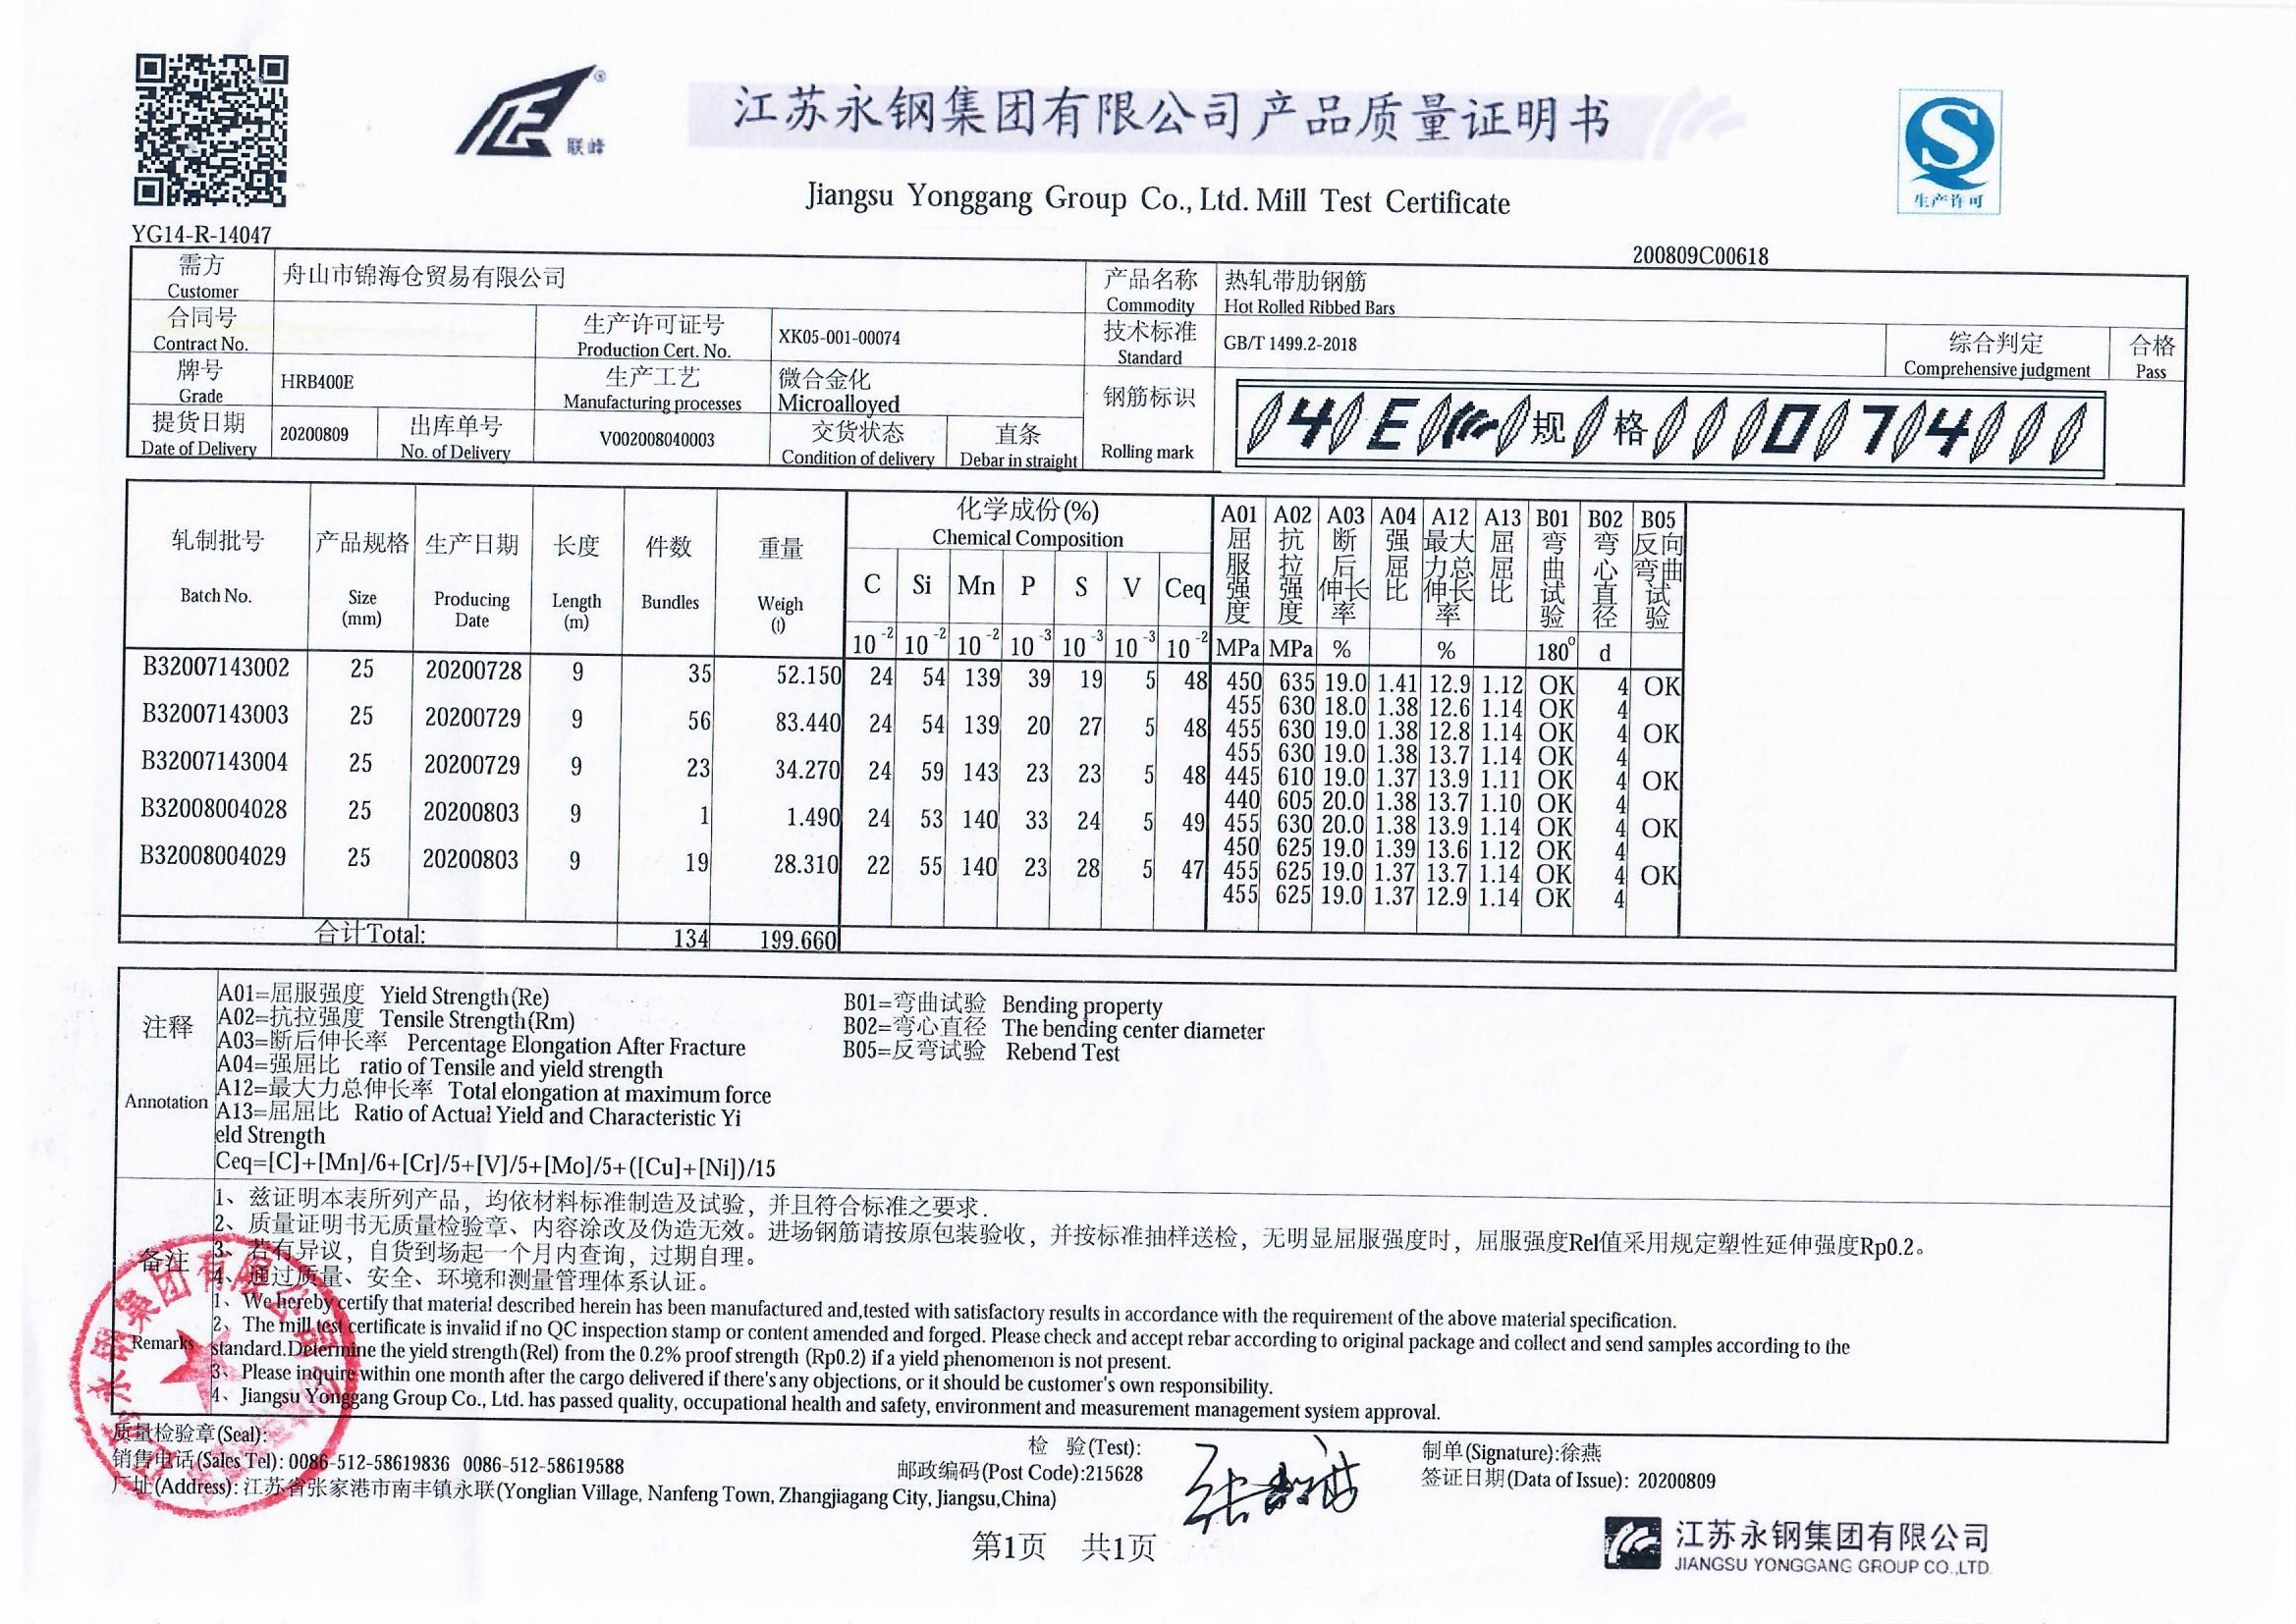 联峰
江苏永钢集团有限公司产品质量证明书
Jiangsu Yonggang Group Co., Ltd. Mill Test Certificate
生产许可
YG14-R-14047
200809C00618
需方 Customer 舟山市锦海仓贸易有限公司 产品名称 Commodity 热轧带肋钢筋 Hot Rolled Ribbed Bars
合同号 Contract No. 生产许可证号 Production Cert. No. XK05-001-00074 技术标准 Standard GB/T 1499.2-2018 综合判定 Comprehensive judgment 合格 Pass
牌号 Grade HRB400E 生产工艺 Manufacturing processes 微合金化 Microalloyed 钢筋标识 Rolling mark 4 E 规 格 0 7 4
提货日期 Date of Delivery 20200809 出库单号 No. of Delivery V002008040003 交货状态 Condition of delivery 直条 Debar in straight
轧制批号 Batch No. 产品规格 Size (mm) 生产日期 Producing Date 长度 Length (m) 件数 Bundles 重量 Weigh (t) 化学成份(%) Chemical Composition A01 屈服强度 A02 抗拉强度 A03 断后伸长率 A04 强屈比 A12 最大力总伸长率 A13 屈屈比 B01 弯曲试验 B02 弯心直径 B05 反向弯曲试验
C Si Mn P S V Ceq
10-2 10-2 10-2 10-3 10-3 10-3 10-2 MPa MPa % % 180° d
B32007143002 25 20200728 9 35 52.150 24 54 139 39 19 5 48 450 635 19.0 1.41 12.9 1.12 OK 4 OK
455 630 18.0 1.38 12.6 1.14 OK 4
B32007143003 25 20200729 9 56 83.440 24 54 139 20 27 5 48 455 630 19.0 1.38 12.8 1.14 OK 4 OK
455 630 19.0 1.38 13.7 1.14 OK 4
B32007143004 25 20200729 9 23 34.270 24 59 143 23 23 5 48 445 610 19.0 1.37 13.9 1.11 OK 4 OK
440 605 20.0 1.38 13.7 1.10 OK 4
B32008004028 25 20200803 9 1 1.490 24 53 140 33 24 5 49 455 630 20.0 1.38 13.9 1.14 OK 4 OK
450 625 19.0 1.39 13.6 1.12 OK 4
B32008004029 25 20200803 9 19 28.310 22 55 140 23 28 5 47 455 625 19.0 1.37 13.7 1.14 OK 4 OK
455 625 19.0 1.37 12.9 1.14 OK 4
合计Total: 134 199.660
注释 Annotation
A01=屈服强度 Yield Strength(Re) B01=弯曲试验 Bending property
A02=抗拉强度 Tensile Strength(Rm) B02=弯心直径 The bending center diameter
A03=断后伸长率 Percentage Elongation After Fracture B05=反弯试验 Rebend Test
A04=强屈比 ratio of Tensile and yield strength
A12=最大力总伸长率 Total elongation at maximum force
A13=屈屈比 Ratio of Actual Yield and Characteristic Yi
eld Strength
Ceq=[C]+[Mn]/6+[Cr]/5+[V]/5+[Mo]/5+([Cu]+[Ni])/15
备注 Remarks
1、兹证明本表所列产品，均依材料标准制造及试验，并且符合标准之要求.
2、质量证明书无质量检验章、内容涂改及伪造无效。进场钢筋请按原包装验收，并按标准抽样送检，无明显屈服强度时，屈服强度Rel值采用规定塑性延伸强度Rp0.2。
3、若有异议，自货到场起一个月内查询，过期自理。
4、通过质量、安全、环境和测量管理体系认证。
1、We hereby certify that material described herein has been manufactured and,tested with satisfactory results in accordance with the requirement of the above material specification.
2、The mill test certificate is invalid if no QC inspection stamp or content amended and forged. Please check and accept rebar according to original package and collect and send samples according to the
standard.Determine the yield strength(Rel) from the 0.2% proof strength (Rp0.2) if a yield phenomenon is not present.
3、Please inquire within one month after the cargo delivered if there's any objections, or it should be customer's own responsibility.
4、Jiangsu Yonggang Group Co., Ltd. has passed quality, occupational health and safety, environment and measurement management system approval.
质量检验章(Seal): 检 验(Test): 制单(Signature):徐燕
销售电话(Sales Tel): 0086-512-58619836 0086-512-58619588 邮政编码(Post Code):215628 签证日期(Data of Issue): 20200809
厂址(Address): 江苏省张家港市南丰镇永联(Yonglian Village, Nanfeng Town, Zhangjiagang City, Jiangsu,China)
江苏永钢集团有限公司
第1页 共1页
江苏永钢集团有限公司
JIANGSU YONGGANG GROUP CO.,LTD.